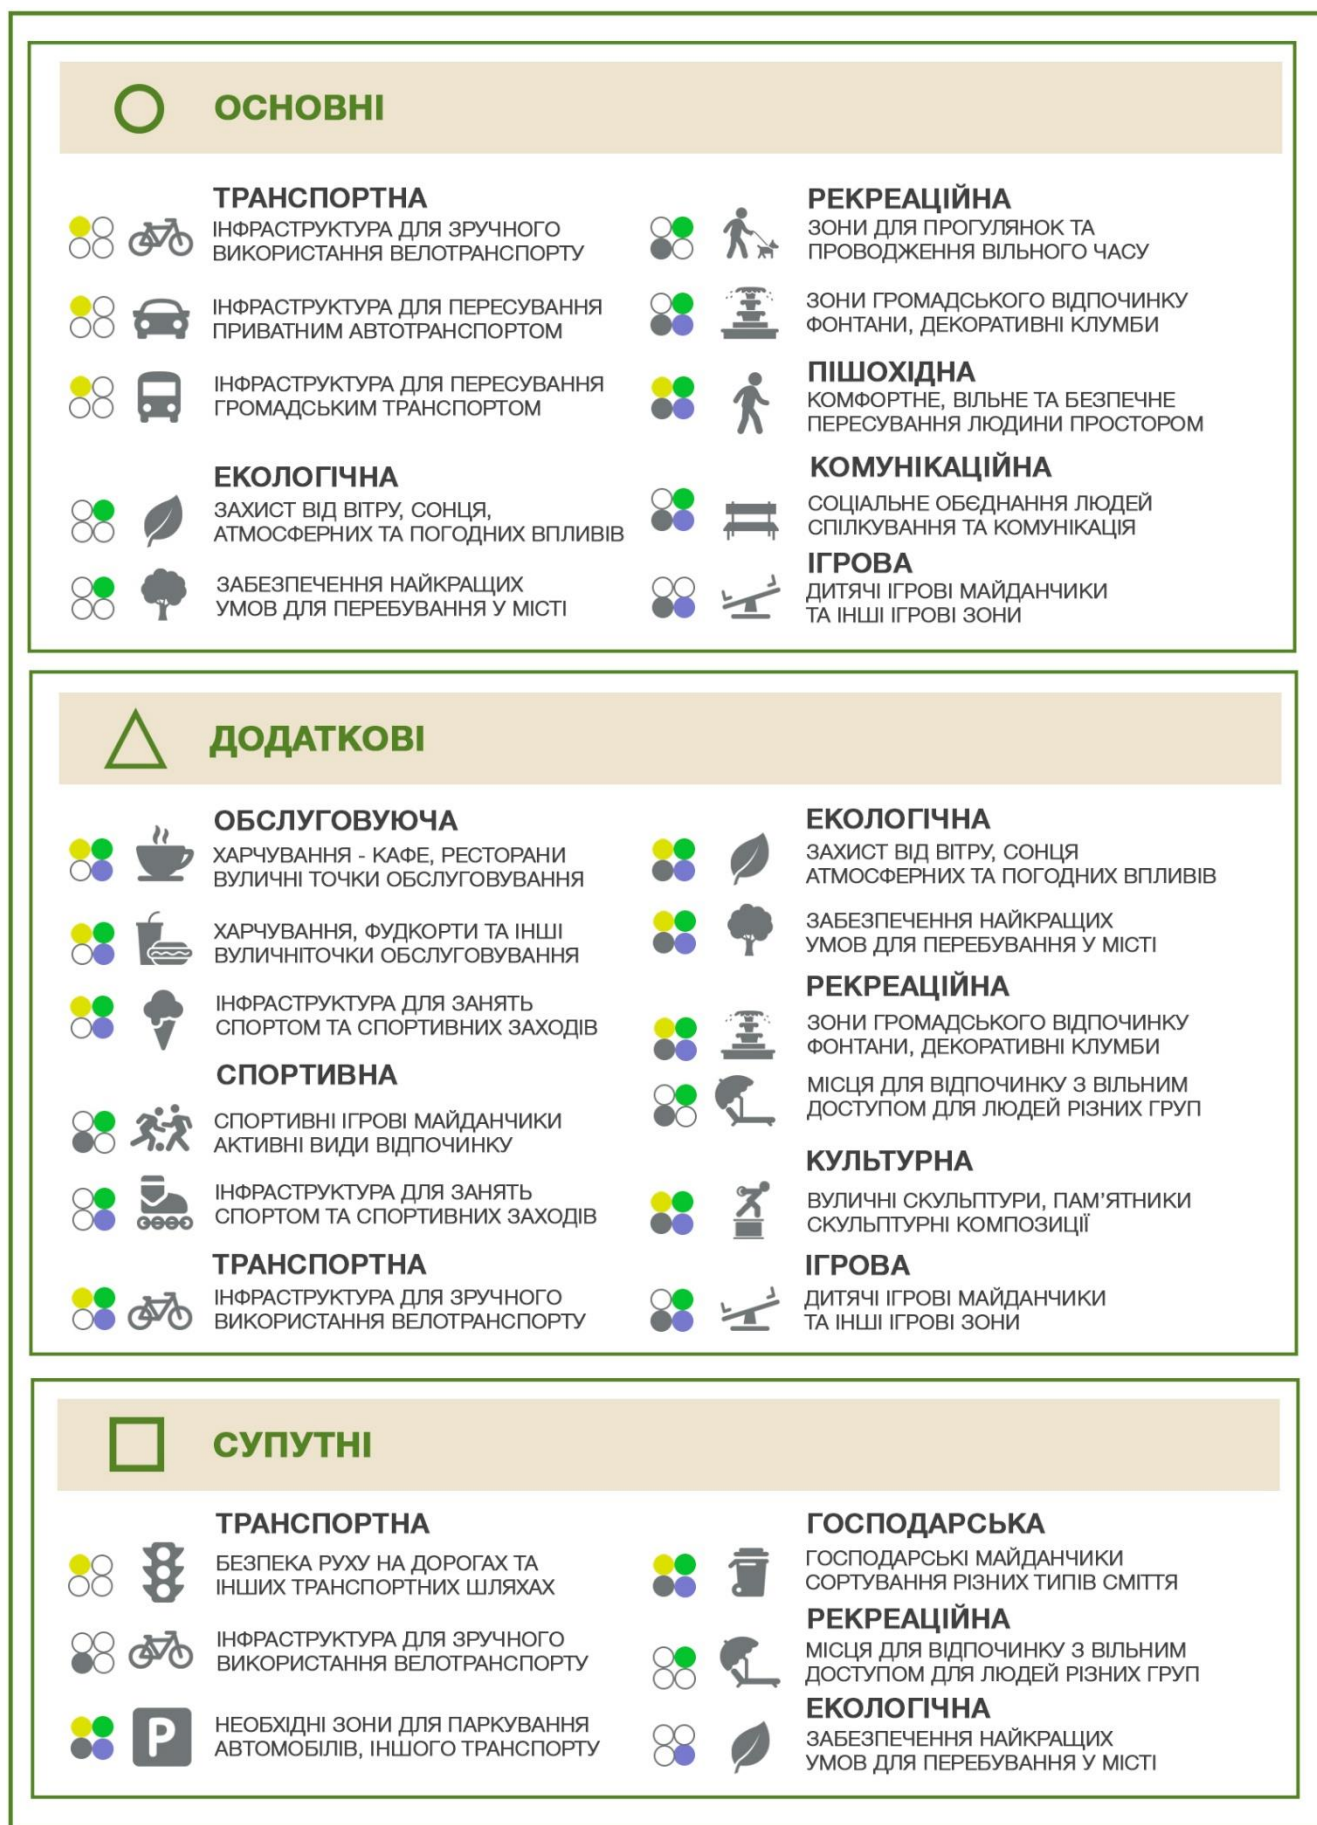 ОСНОВНІ
ТРАНСПОРТНА
ІНФРАСТРУКТУРА ДЛЯ ЗРУЧНОГО
ВИКОРИСТАННЯ ВЕЛОТРАНСПОРТУ
ІНФРАСТРУКТУРА ДЛЯ ПЕРЕСУВАННЯ
ПРИВАТНИМ АВТОТРАНСПОРТОМ
ІНФРАСТРУКТУРА ДЛЯ ПЕРЕСУВАННЯ
ГРОМАДСЬКИМ ТРАНСПОРТОМ
ЕКОЛОГІЧНА
ЗАХИСТ ВІД ВІТРУ, СОНЦЯ,
АТМОСФЕРНИХ ТА ПОГОДНИХ ВПЛИВІВ
ЗАБЕЗПЕЧЕННЯ НАЙКРАЩИХ
УМОВ ДЛЯ ПЕРЕБУВАННЯ У МІСТІ
РЕКРЕАЦІЙНА
ЗОНИ ДЛЯ ПРОГУЛЯНОК ТА
ПРОВОДЖЕННЯ ВІЛЬНОГО ЧАСУ
ЗОНИ ГРОМАДСЬКОГО ВІДПОЧИНКУ
ФОНТАНИ, ДЕКОРАТИВНІ КЛУМБИ
ПІШОХІДНА
КОМФОРТНЕ, ВІЛЬНЕ ТА БЕЗПЕЧНЕ
ПЕРЕСУВАННЯ ЛЮДИНИ ПРОСТОРОМ
КОМУНІКАЦІЙНА
СОЦІАЛЬНЕ ОБЄДНАННЯ ЛЮДЕЙ
СПІЛКУВАННЯ ТА КОМУНІКАЦІЯ
ІГРОВА
ДИТЯЧІ ІГРОВІ МАЙДАНЧИКИ
ТА ІНШІ ІГРОВІ ЗОНИ
ДОДАТКОВІ
ОБСЛУГОВУЮЧА
ХАРЧУВАННЯ - КАФЕ, РЕСТОРАНИ
ВУЛИЧНІ ТОЧКИ ОБСЛУГОВУВАННЯ
ХАРЧУВАННЯ, ФУДКОРТИ ТА ІНШІ
ВУЛИЧНІТОЧКИ ОБСЛУГОВУВАННЯ
ІНФРАСТРУКТУРА ДЛЯ ЗАНЯТЬ
СПОРТОМ ТА СПОРТИВНИХ ЗАХОДІВ
СПОРТИВНА
СПОРТИВНІ ІГРОВІ МАЙДАНЧИКИ
АКТИВНІ ВИДИ ВІДПОЧИНКУ
ІНФРАСТРУКТУРА ДЛЯ ЗАНЯТЬ
СПОРТОМ ТА СПОРТИВНИХ ЗАХОДІВ
ТРАНСПОРТНА
ІНФРАСТРУКТУРА ДЛЯ ЗРУЧНОГО
ВИКОРИСТАННЯ ВЕЛОТРАНСПОРТУ
ЕКОЛОГІЧНА
ЗАХИСТ ВІД ВІТРУ, СОНЦЯ
АТМОСФЕРНИХ ТА ПОГОДНИХ ВПЛИВІВ
ЗАБЕЗПЕЧЕННЯ НАЙКРАЩИХ
УМОВ ДЛЯ ПЕРЕБУВАННЯ У МІСТІ
РЕКРЕАЦІЙНА
ЗОНИ ГРОМАДСЬКОГО ВІДПОЧИНКУ
ФОНТАНИ, ДЕКОРАТИВНІ КЛУМБИ
МІСЦЯ ДЛЯ ВІДПОЧИНКУ З ВІЛЬНИМ
ДОСТУПОМ ДЛЯ ЛЮДЕЙ РІЗНИХ ГРУП
КУЛЬТУРНА
ВУЛИЧНІ СКУЛЬПТУРИ, ПАМ’ЯТНИКИ
СКУЛЬПТУРНІ КОМПОЗИЦІЇ
ІГРОВА
ДИТЯЧІ ІГРОВІ МАЙДАНЧИКИ
ТА ІНШІ ІГРОВІ ЗОНИ
СУПУТНІ
ТРАНСПОРТНА
БЕЗПЕКА РУХУ НА ДОРОГАХ ТА
ІНШИХ ТРАНСПОРТНИХ ШЛЯХАХ
ІНФРАСТРУКТУРА ДЛЯ ЗРУЧНОГО
ВИКОРИСТАННЯ ВЕЛОТРАНСПОРТУ
P
НЕОБХІДНІ ЗОНИ ДЛЯ ПАРКУВАННЯ
АВТОМОБІЛІВ, ІНШОГО ТРАНСПОРТУ
ГОСПОДАРСЬКА
ГОСПОДАРСЬКІ МАЙДАНЧИКИ
СОРТУВАННЯ РІЗНИХ ТИПІВ СМІТТЯ
РЕКРЕАЦІЙНА
МІСЦЯ ДЛЯ ВІДПОЧИНКУ З ВІЛЬНИМ
ДОСТУПОМ ДЛЯ ЛЮДЕЙ РІЗНИХ ГРУП
ЕКОЛОГІЧНА
ЗАБЕЗПЕЧЕННЯ НАЙКРАЩИХ
УМОВ ДЛЯ ПЕРЕБУВАННЯ У МІСТІ